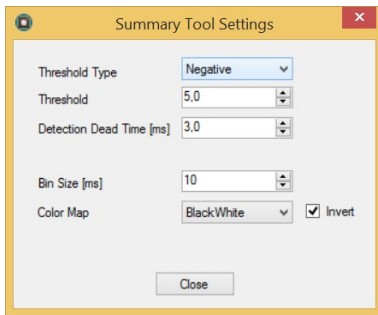 Summary Tool Settings
Threshold Type Negative
Threshold 5,0
Detection Dead Time [ms] 3,0
Bin Size [ms] 10
Color Map BlackWhite Invert
Close